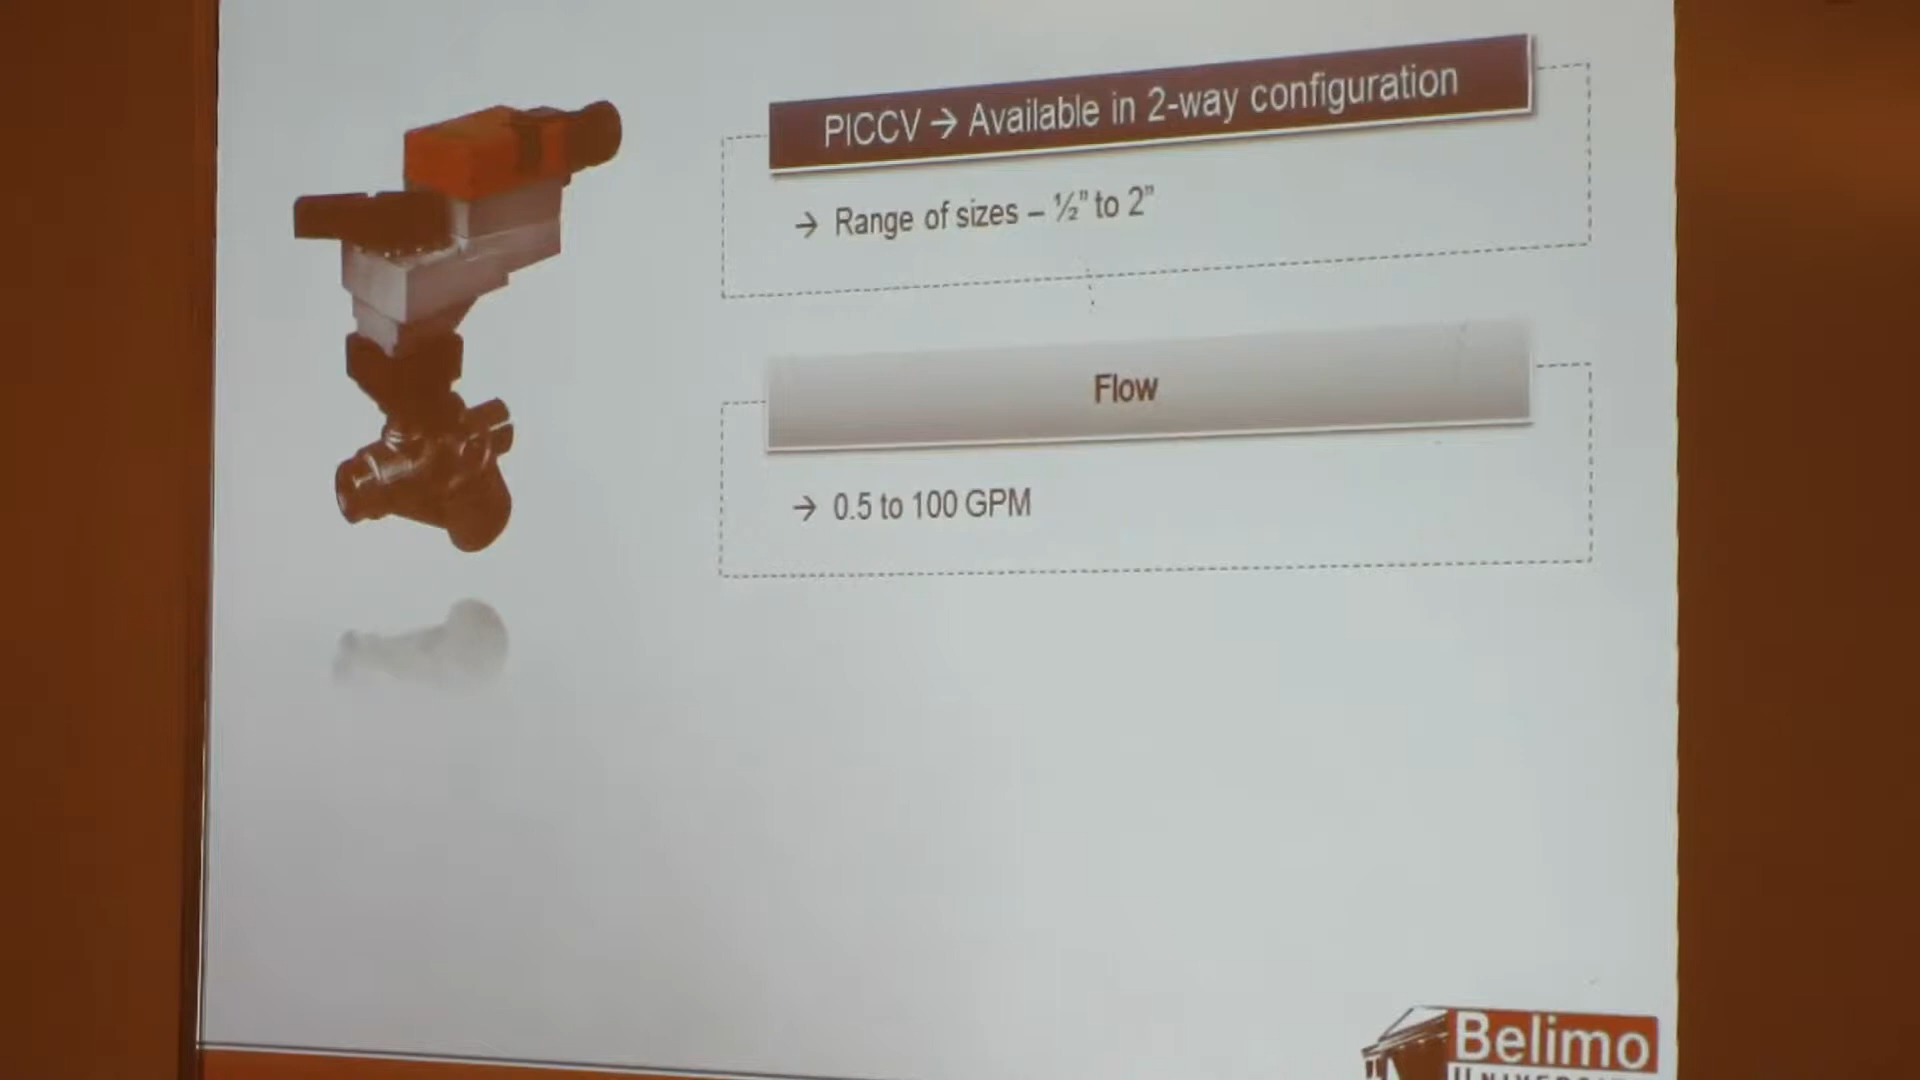 PICCV → Available in 2-way configuration
→ Range of sizes – ½" to 2"
Flow
→ 0.5 to 100 GPM
Belimo